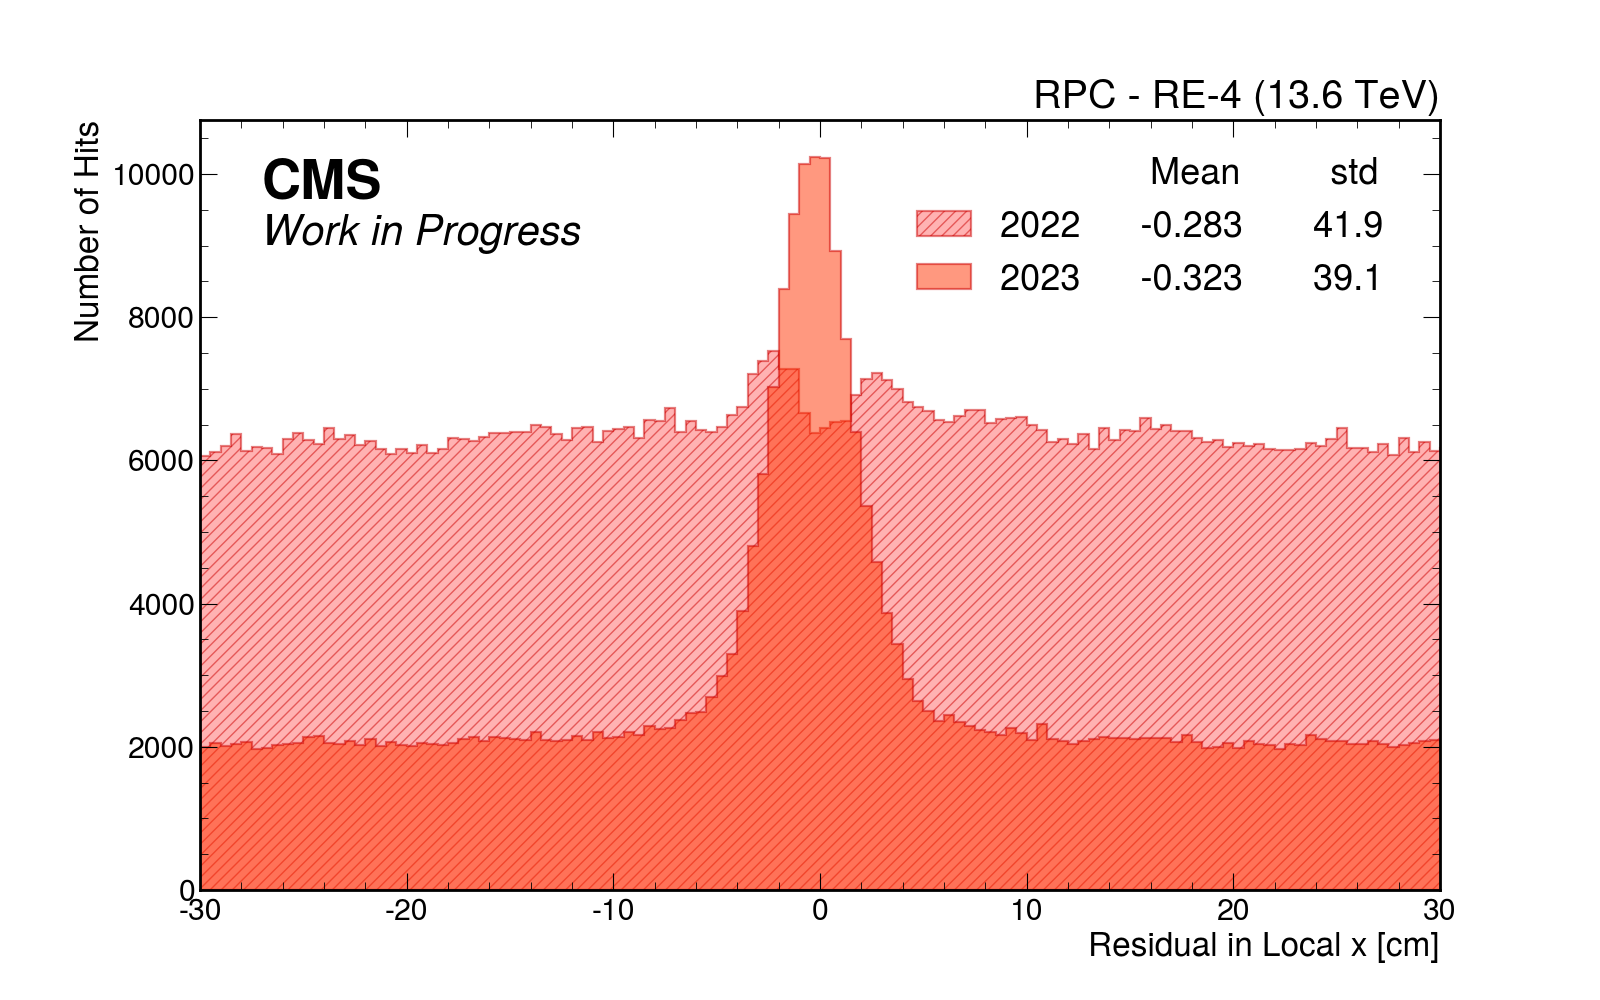 RPC - RE-4 (13.6 TeV)
Number of Hits
CMS
Work in Progress
Mean std
2022 -0.283 41.9
2023 -0.323 39.1
10000
8000
6000
4000
2000
0
-30 -20 -10 0 10 20 30
Residual in Local x [cm]